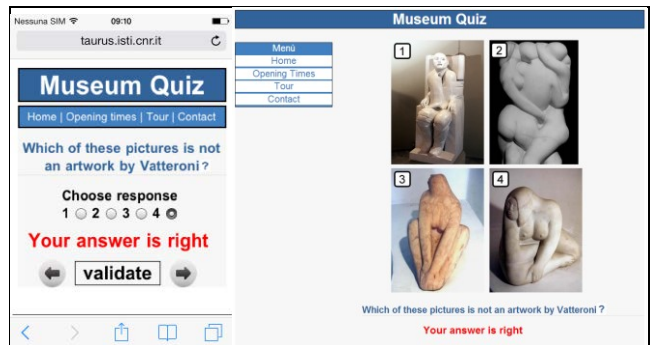 Nessuna SIM 09:10
taurus.isti.cnr.it
Museum Quiz
Home | Opening times | Tour | Contact
Which of these pictures is not
an artwork by Vatteroni?
Choose response
1 2 3 4
Your answer is right
validate
Museum Quiz
Menù
Home
Opening Times
Tour
Contact
1
2
3
4
Which of these pictures is not an artwork by Vatteroni ?
Your answer is right